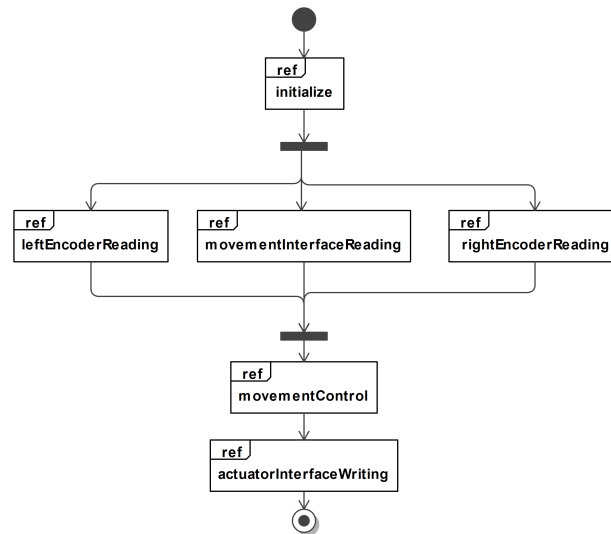 ref
initialize
ref
leftEncoderReading
ref
movementInterfaceReading
ref
rightEncoderReading
ref
movementControl
ref
actuatorInterfaceWriting